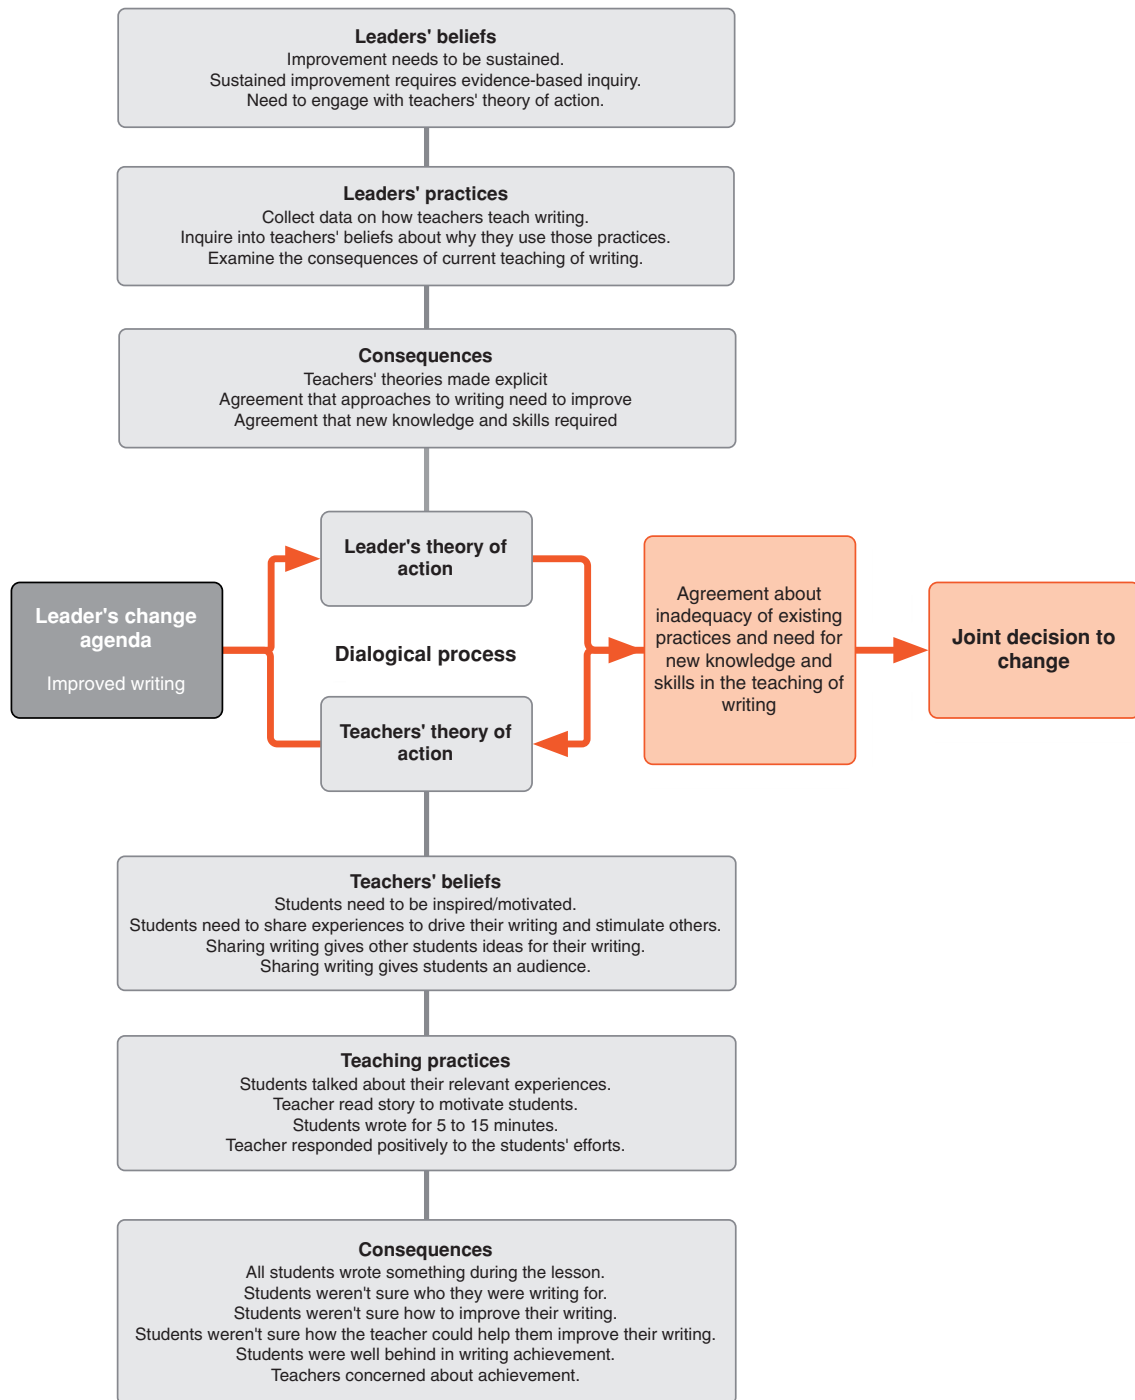 Leaders' beliefs
Improvement needs to be sustained.
Sustained improvement requires evidence-based inquiry.
Need to engage with teachers' theory of action.
Leaders' practices
Collect data on how teachers teach writing.
Inquire into teachers' beliefs about why they use those practices.
Examine the consequences of current teaching of writing.
Consequences
Teachers' theories made explicit
Agreement that approaches to writing need to improve
Agreement that new knowledge and skills required
Leader's change
agenda
Improved writing
Leader's theory of
action
Dialogical process
Teachers' theory of
action
Agreement about
inadequacy of existing
practices and need for
new knowledge and
skills in the teaching of
writing
Joint decision to
change
Teachers' beliefs
Students need to be inspired/motivated.
Students need to share experiences to drive their writing and stimulate others.
Sharing writing gives other students ideas for their writing.
Sharing writing gives students an audience.
Teaching practices
Students talked about their relevant experiences.
Teacher read story to motivate students.
Students wrote for 5 to 15 minutes.
Teacher responded positively to the students' efforts.
Consequences
All students wrote something during the lesson.
Students weren't sure who they were writing for.
Students weren't sure how to improve their writing.
Students weren't sure how the teacher could help them improve their writing.
Students were well behind in writing achievement.
Teachers concerned about achievement.